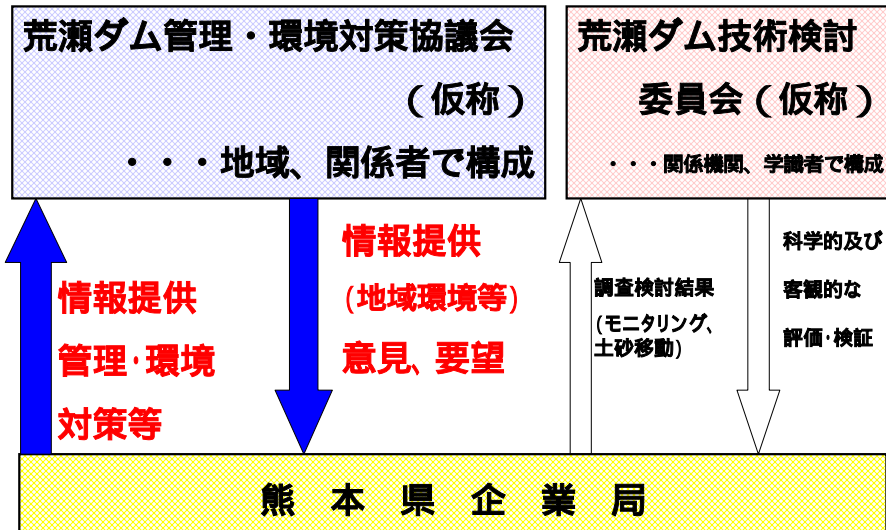 荒瀬ダム管理・環境対策協議会
（仮称）
・・・地域、関係者で構成
荒瀬ダム技術検討
委員会（仮称）
・・・関係機関、学識者で構成
情報提供
管理・環境
対策等
情報提供
(地域環境等)
意見、要望
調査検討結果
(モニタリング、
土砂移動)
科学的及び
客観的な
評価・検証
熊本県企業局